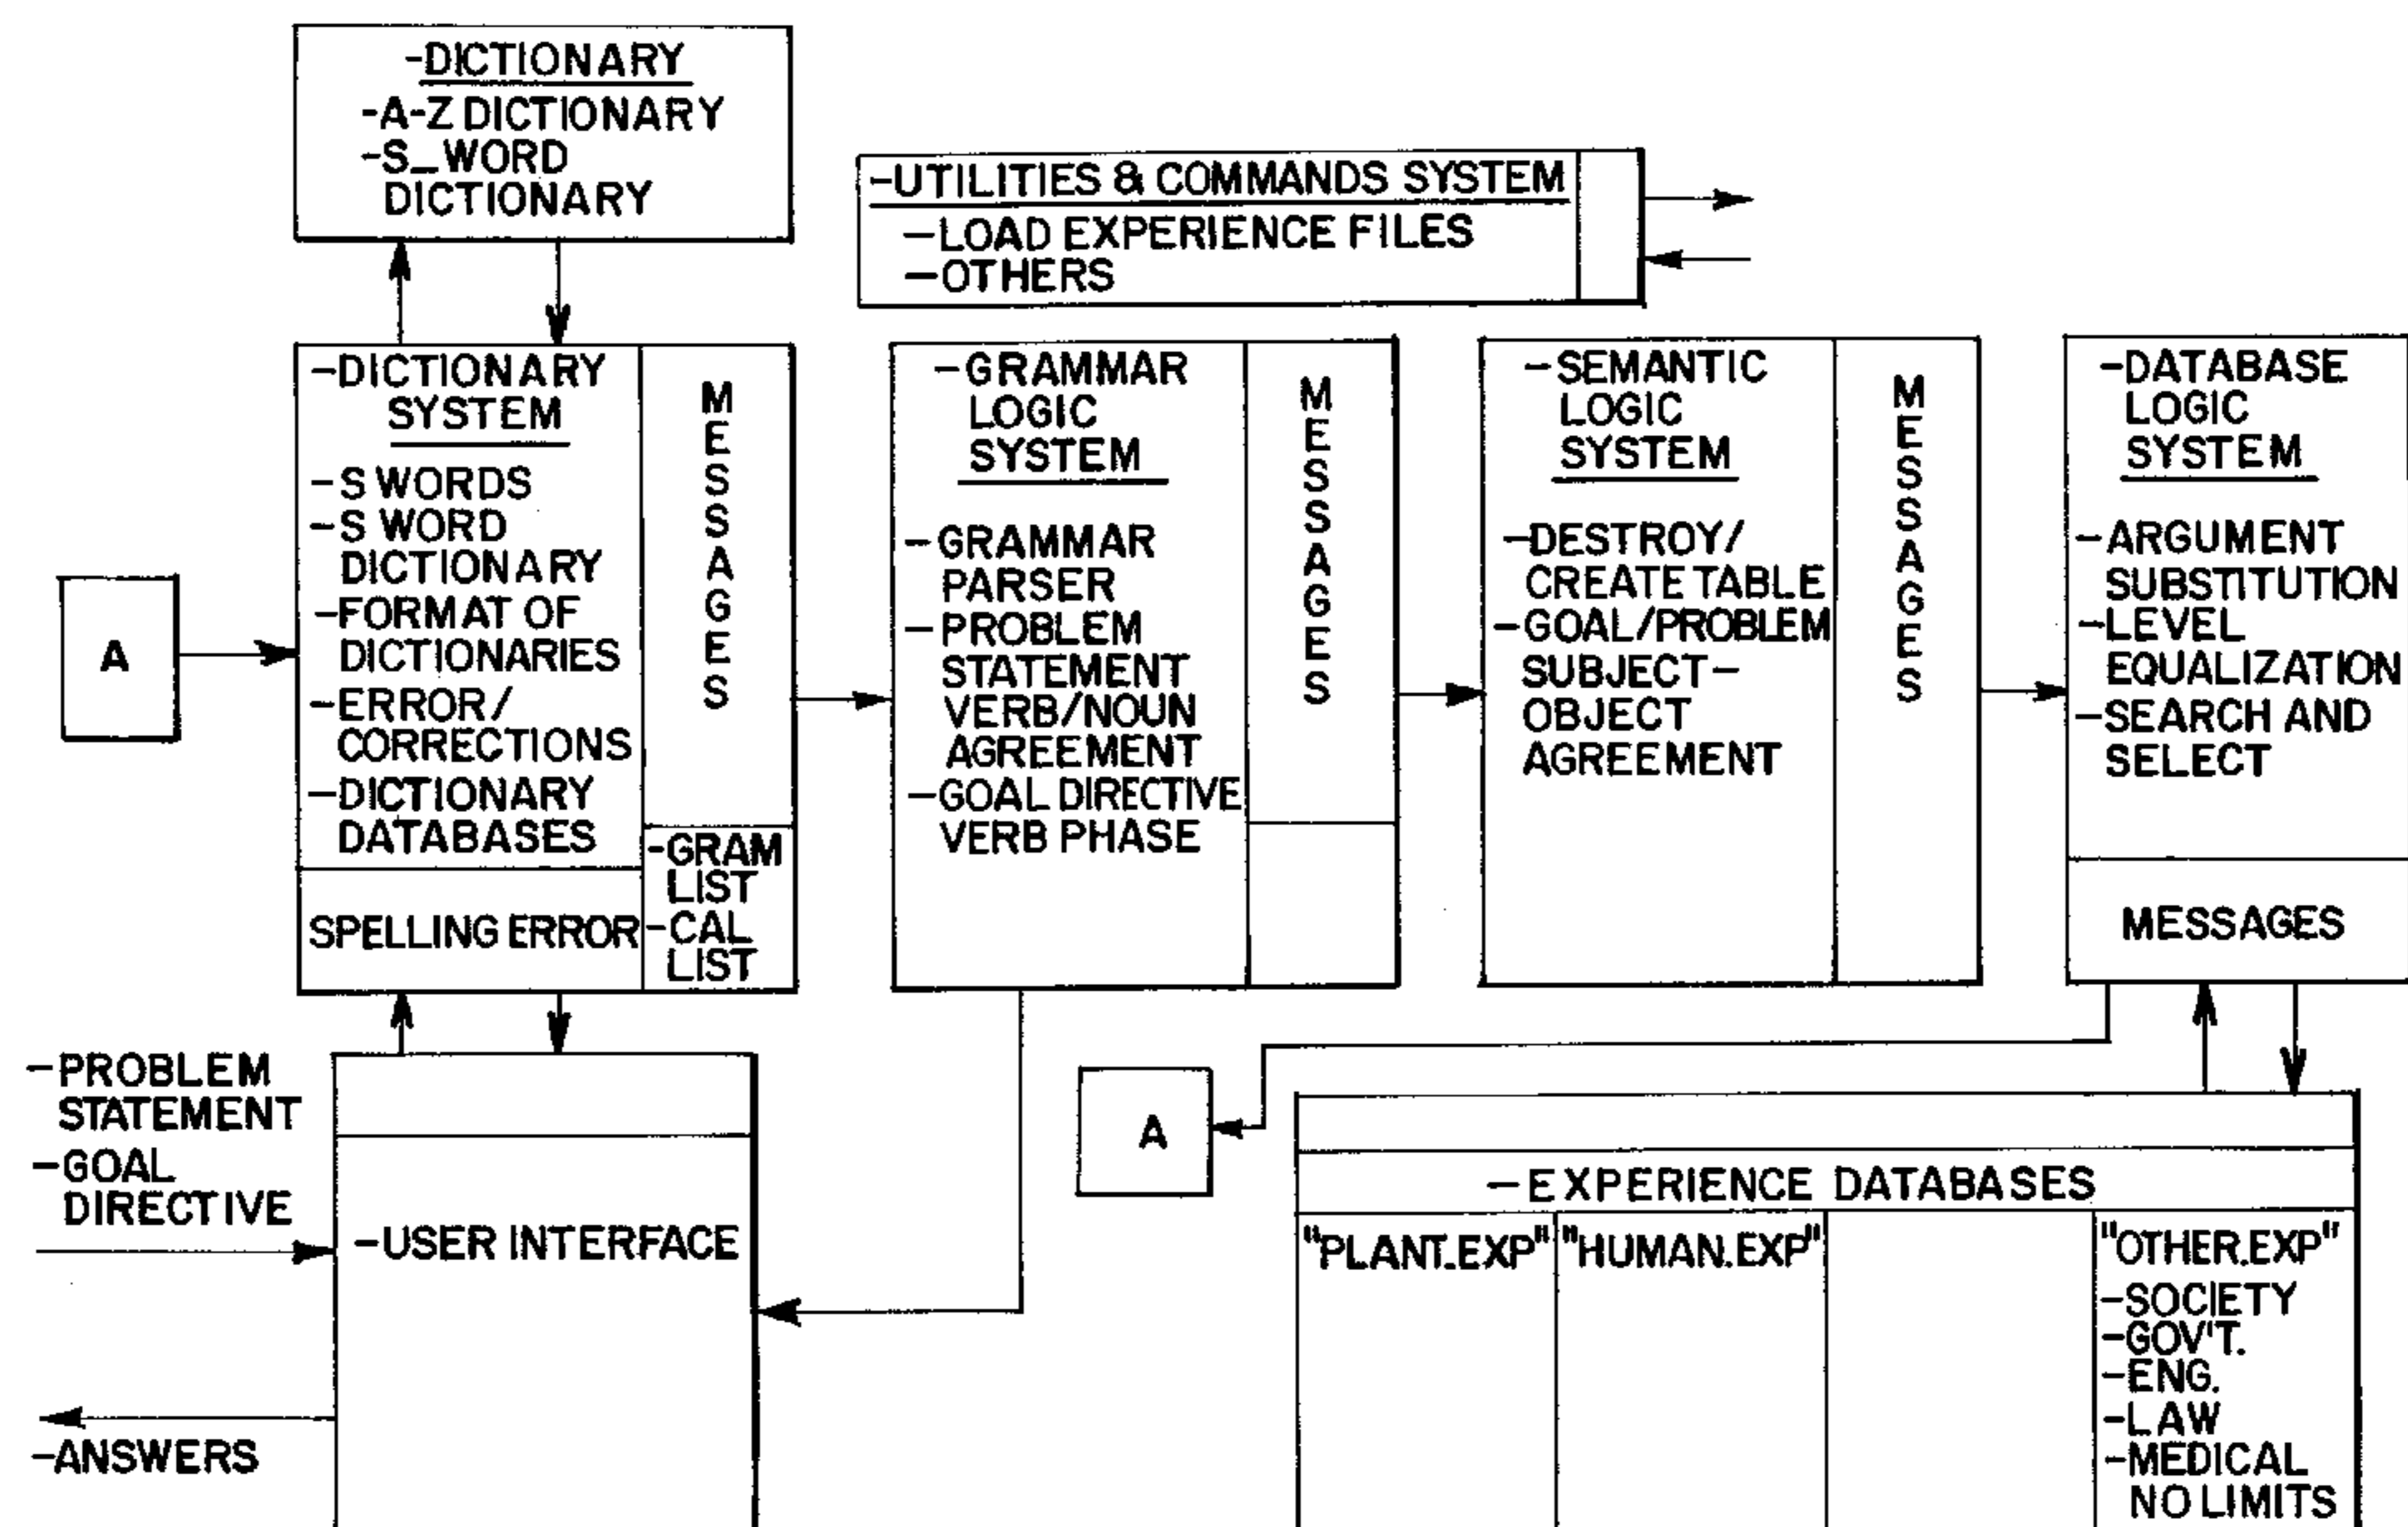 -DICTIONARY
-A-Z DICTIONARY
-S_WORD
DICTIONARY
-UTILITIES & COMMANDS SYSTEM
-LOAD EXPERIENCE FILES
-OTHERS
A
-DICTIONARY
SYSTEM
-S WORDS
-S WORD
DICTIONARY
-FORMAT OF
DICTIONARIES
-ERROR/
CORRECTIONS
-DICTIONARY
DATABASES
SPELLING ERROR
MESSAGES
-GRAM
LIST
-CAL
LIST
-GRAMMAR
LOGIC
SYSTEM
-GRAMMAR
PARSER
-PROBLEM
STATEMENT
VERB/NOUN
AGREEMENT
-GOAL DIRECTIVE
VERB PHASE
MESSAGES
-SEMANTIC
LOGIC
SYSTEM
-DESTROY/
CREATE TABLE
-GOAL/PROBLEM
SUBJECT-
OBJECT
AGREEMENT
MESSAGES
-DATABASE
LOGIC
SYSTEM
-ARGUMENT
SUBSTITUTION
-LEVEL
EQUALIZATION
-SEARCH AND
SELECT
MESSAGES
-PROBLEM
STATEMENT
-GOAL
DIRECTIVE
-USER INTERFACE
-ANSWERS
A
-EXPERIENCE DATABASES
"PLANT.EXP"
"HUMAN.EXP"
"OTHER.EXP"
-SOCIETY
-GOV'T.
-ENG.
-LAW
-MEDICAL
NO LIMITS